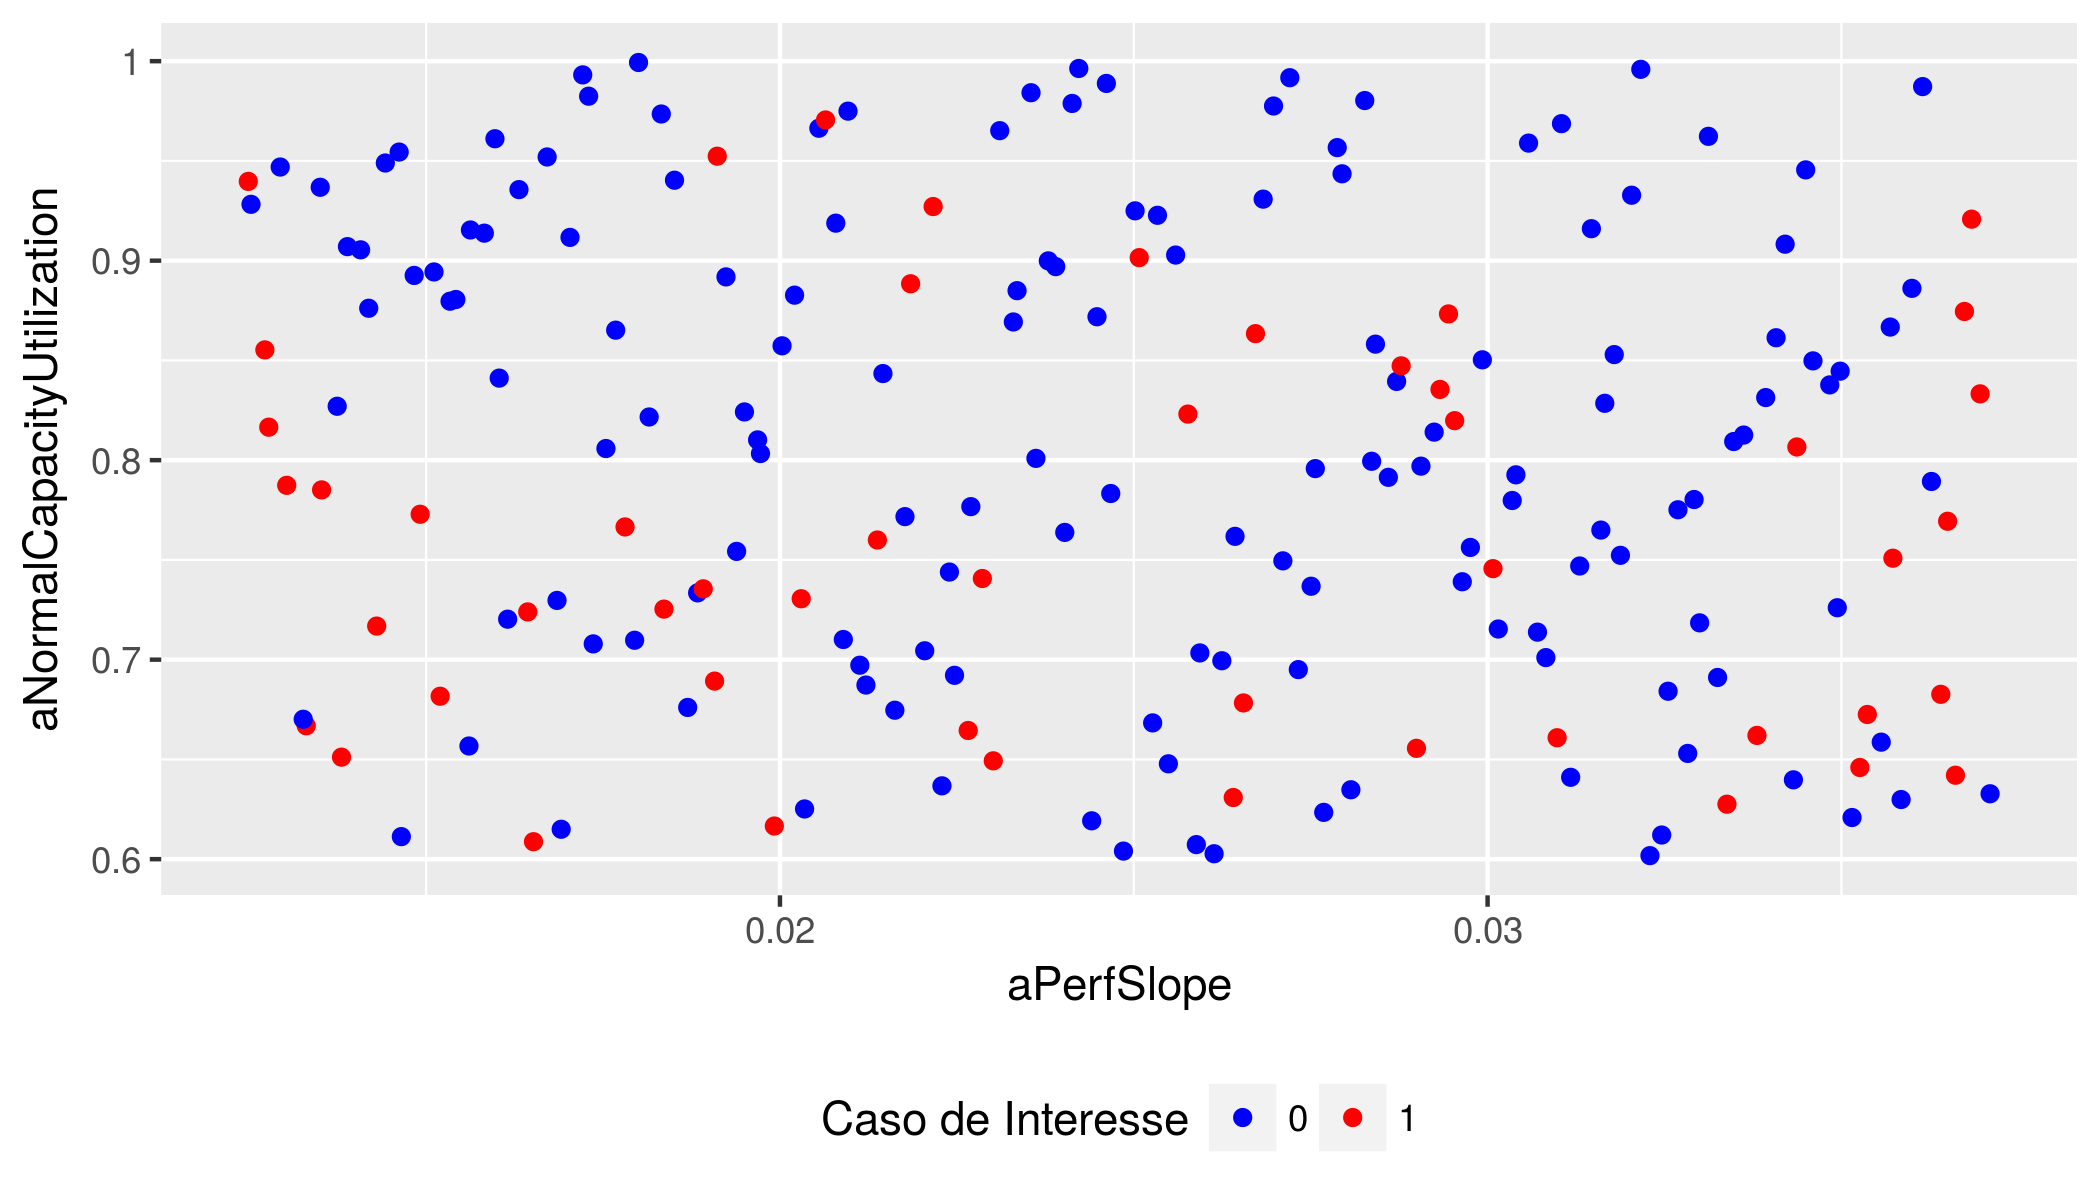 aNormalCapacityUtilization
1
0.9
0.8
0.7
0.6
0.02 0.03
aPerfSlope
Caso de Interesse 0 1